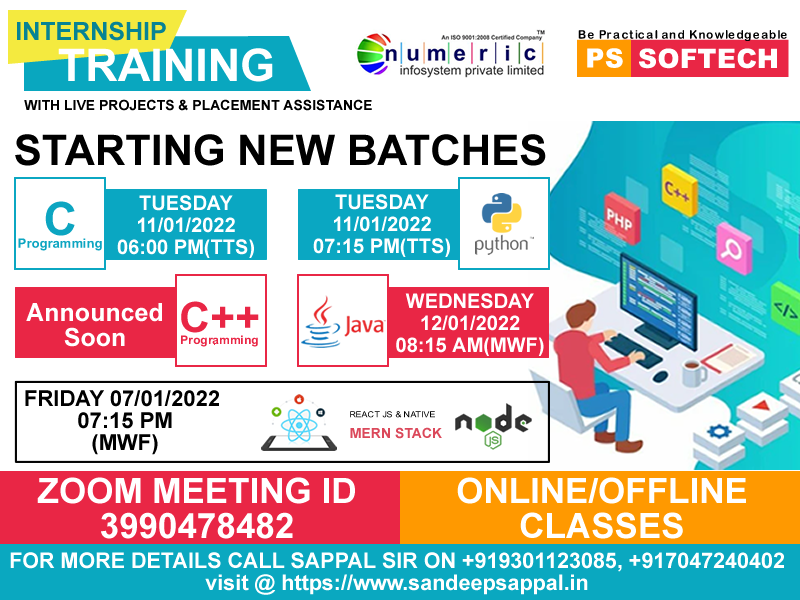 INTERNSHIP
TRAINING
WITH LIVE PROJECTS & PLACEMENT ASSISTANCE
An ISO 9001:2008 Certified Company
numeric™
infosystem private limited
Be Practical and Knowledgeable
PS SOFTECH
STARTING NEW BATCHES
C
Programming
TUESDAY
11/01/2022
06:00 PM(TTS)
TUESDAY
11/01/2022
07:15 PM(TTS)
python™
Announced
Soon
C++
Programming
Java
WEDNESDAY
12/01/2022
08:15 AM(MWF)
FRIDAY 07/01/2022
07:15 PM
(MWF)
REACT JS & NATIVE
MERN STACK
node
JS
PHP
C++
</>
ZOOM MEETING ID
3990478482
ONLINE/OFFLINE
CLASSES
FOR MORE DETAILS CALL SAPPAL SIR ON +919301123085, +917047240402
visit @ https://www.sandeepsappal.in